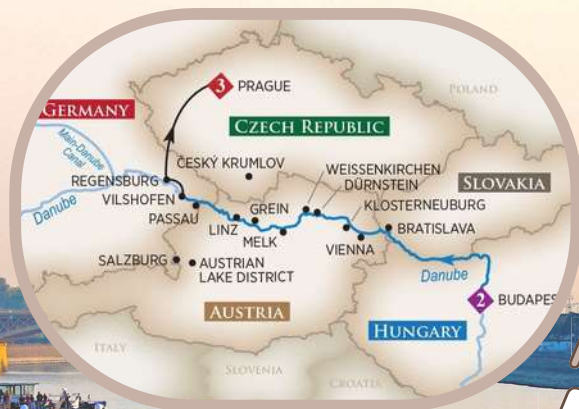 3
PRAGUE
POLAND
GERMANY
CZECH REPUBLIC
Main-Danube
Canal
ČESKÝ KRUMLOV
WEISSENKIRCHEN
DÜRNSTEIN
SLOVAKIA
REGENSBURG
Danube
VILSHOFEN
PASSAU
GREIN
LINZ
MELK
KLOSTERNEUBURG
VIENNA
BRATISLAVA
SALZBURG
AUSTRIAN
LAKE DISTRICT
Danube
2
BUDAPES
AUSTRIA
HUNGARY
ITALY
SLOVENIA
CROATIA